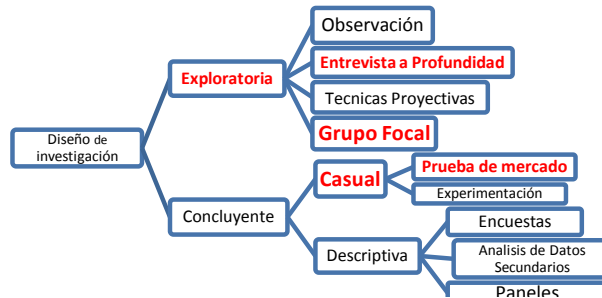 Diseño de
investigación
Exploratoria
Observación
Entrevista a Profundidad
Tecnicas Proyectivas
Grupo Focal
Concluyente
Casual
Prueba de mercado
Experimentación
Descriptiva
Encuestas
Analisis de Datos
Secundarios
Paneles